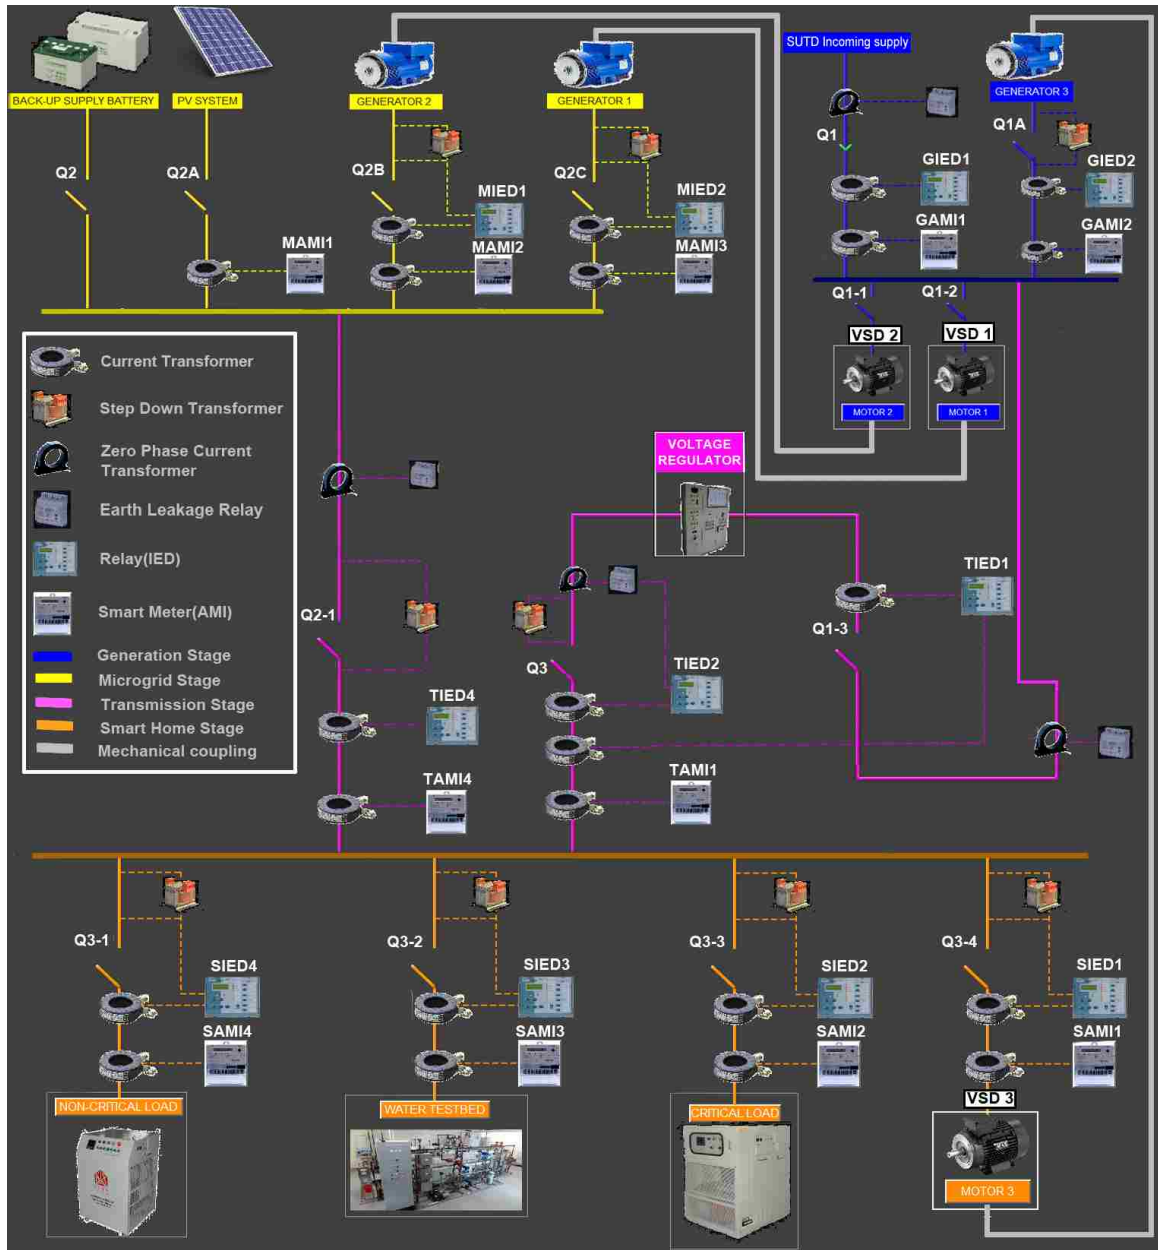 SUTD Incoming supply
BACK-UP SUPPLY BATTERY
PV SYSTEM
GENERATOR 2
GENERATOR 1
GENERATOR 3
Q1
Q1A
Q2
Q2A
Q2B
Q2C
GIED1
GIED2
MIED1
MIED2
GAMI1
GAMI2
MAMI1
MAMI2
MAMI3
Q1-1
Q1-2
VSD 2
VSD 1
MOTOR 2
MOTOR 1
Current Transformer
Step Down Transformer
Zero Phase Current
Transformer
Earth Leakage Relay
Relay(IED)
Smart Meter(AMI)
Generation Stage
Microgrid Stage
Transmission Stage
Smart Home Stage
Mechanical coupling
VOLTAGE
REGULATOR
TIED1
Q2-1
Q1-3
Q3
TIED2
TIED4
TAMI4
TAMI1
Q3-1
Q3-2
Q3-3
Q3-4
SIED4
SIED3
SIED2
SIED1
SAMI4
SAMI3
SAMI2
SAMI1
VSD 3
NON-CRITICAL LOAD
WATER TESTBED
CRITICAL LOAD
MOTOR 3